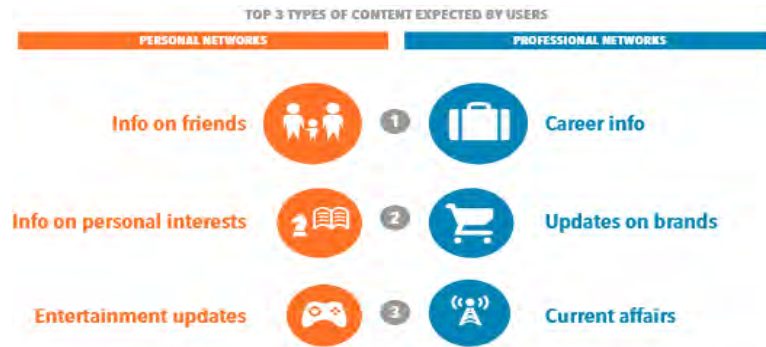 TOP 3 TYPES OF CONTENT EXPECTED BY USERS
PERSONAL NETWORKS
PROFESSIONAL NETWORKS
Info on friends
1
Career info
Info on personal interests
2
Updates on brands
Entertainment updates
3
Current affairs